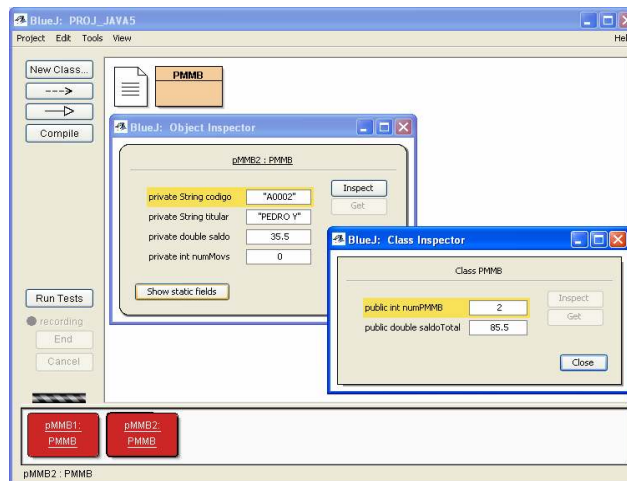 BlueJ: PROJ_JAVA5
Project Edit Tools View Hel
New Class...
--->
Compile
PMMB
BlueJ: Object Inspector
pMMB2 : PMMB
private String codigo "A0002"
private String titular "PEDRO Y"
private double saldo 35.5
private int numMovs 0
Inspect
Get
Show static fields
BlueJ: Class Inspector
Class PMMB
public int numPMMB 2
public double saldoTotal 85.5
Inspect
Get
Close
Run Tests
recording
End
Cancel
pMMB1:
PMMB
pMMB2:
PMMB
pMMB2 : PMMB